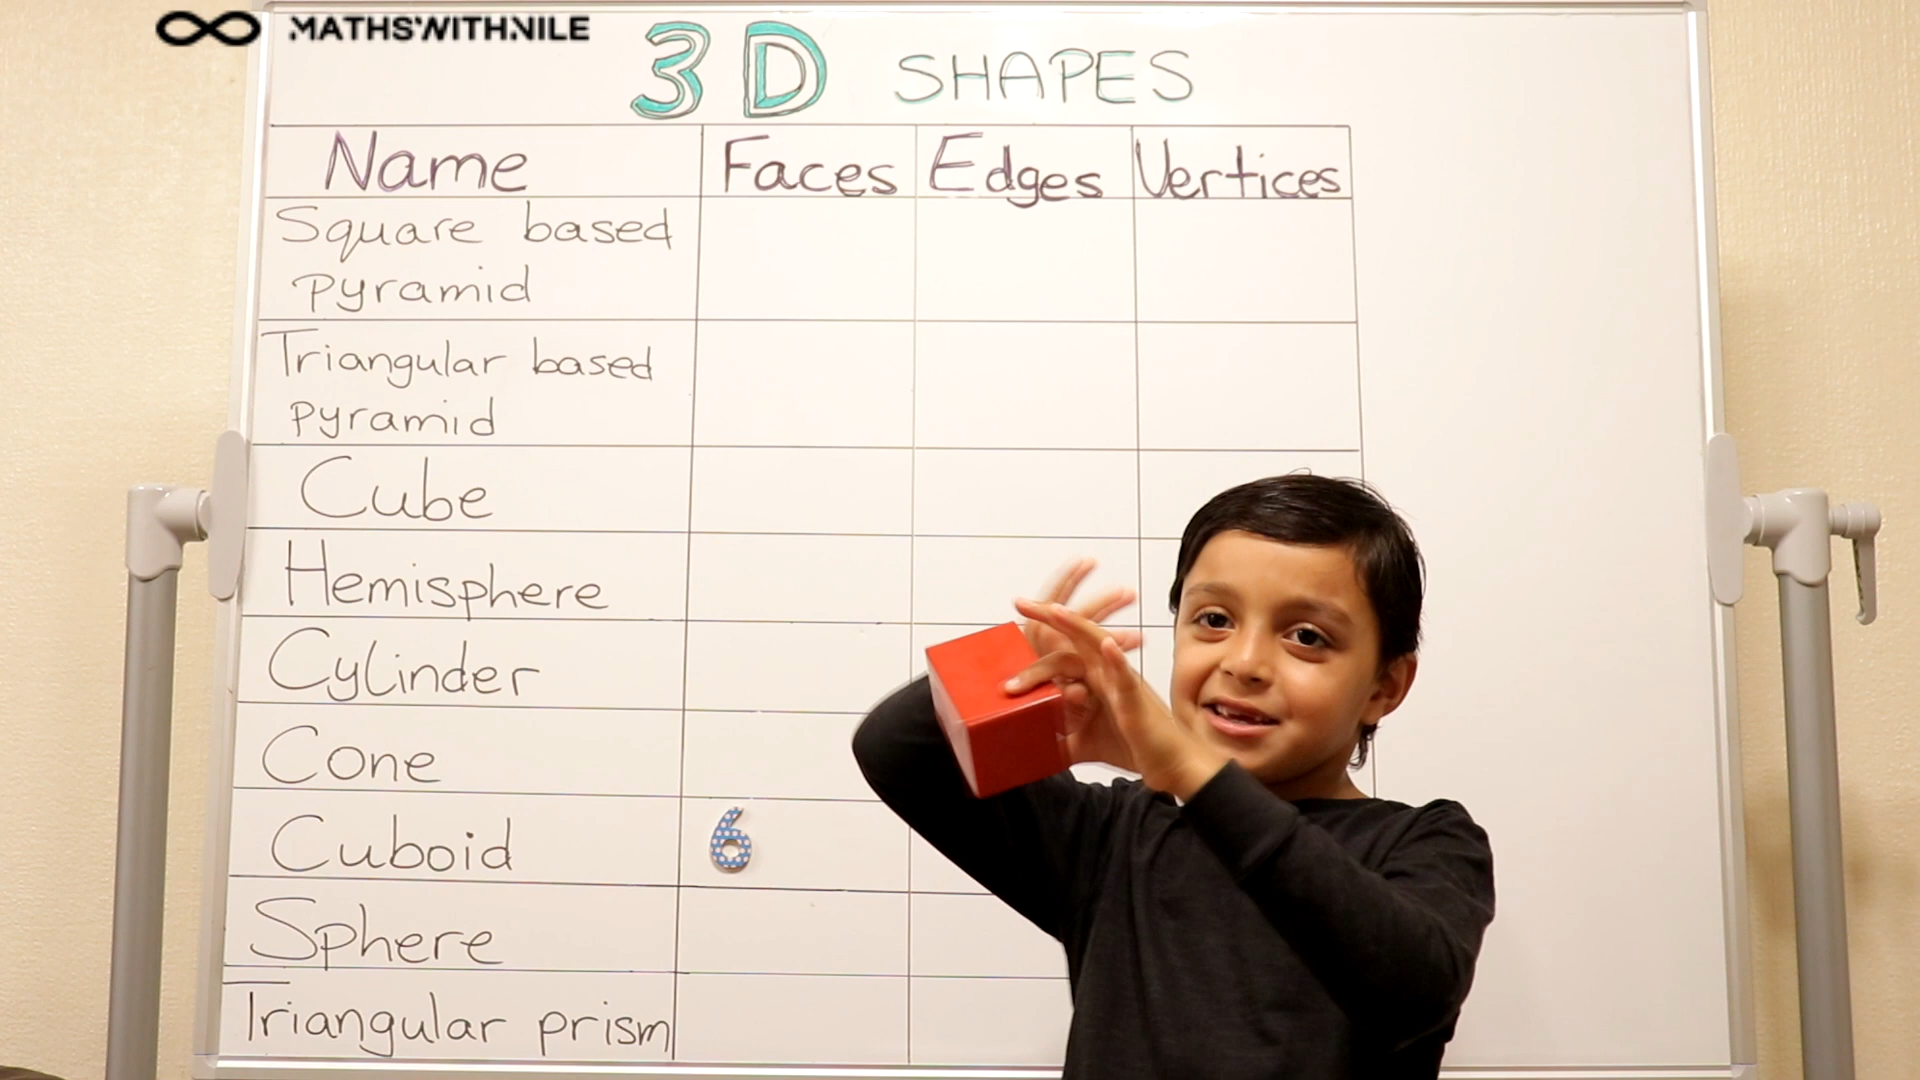 MATHSWITHNILE
3D SHAPES
Name Faces Edges Vertices
Square based
pyramid
Triangular based
pyramid
Cube
Hemisphere
Cylinder
Cone
Cuboid 6
Sphere
Triangular prism